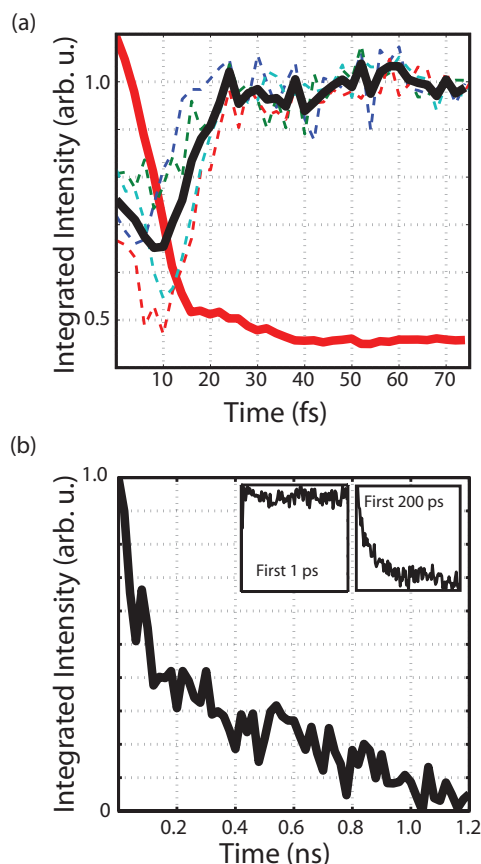 (a)
Integrated Intensity (arb. u.)
1.0
0.5
10 20 30 40 50 60 70
Time (fs)
(b)
Integrated Intensity (arb. u.)
1.0
0
First 1 ps
First 200 ps
0.2 0.4 0.6 0.8 1.0 1.2
Time (ns)